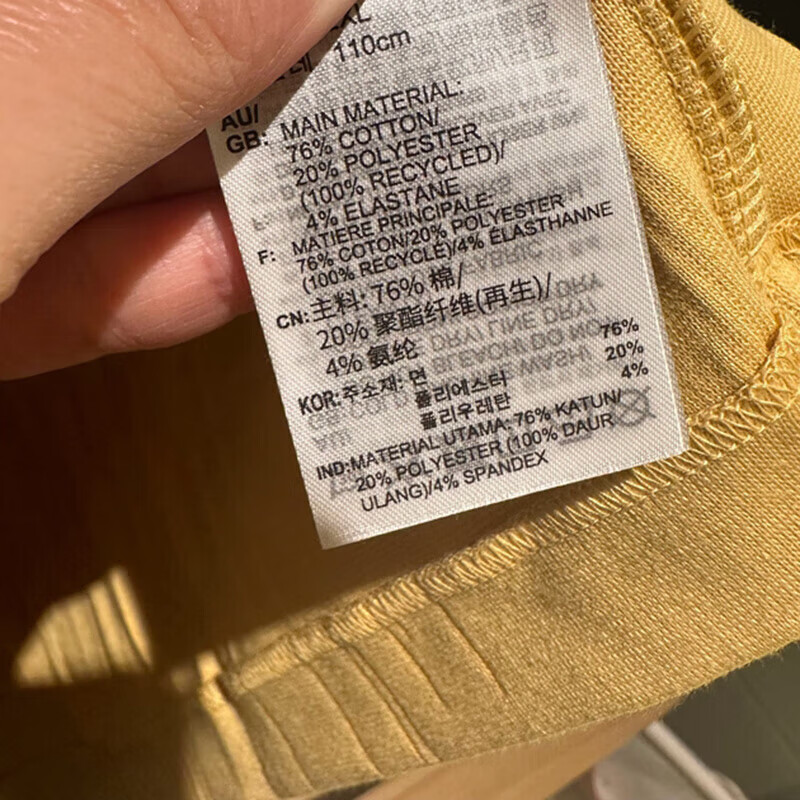 XL
110cm
AU/
GB: MAIN MATERIAL:
76% COTTON/
20% POLYESTER
(100% RECYCLED)/
4% ELASTANE
F: MATIERE PRINCIPALE:
76% COTON/20% POLYESTER
(100% RECYCLÉ)/4% ÉLASTHANNE
CN: 主料: 76% 棉/
20% 聚酯纤维(再生)/
4% 氨纶
KOR: 주소재: 면 76%
폴리에스터 20%
폴리우레탄 4%
IND: MATERIAL UTAMA: 76% KATUN/
20% POLYESTER (100% DAUR
ULANG)/4% SPANDEX